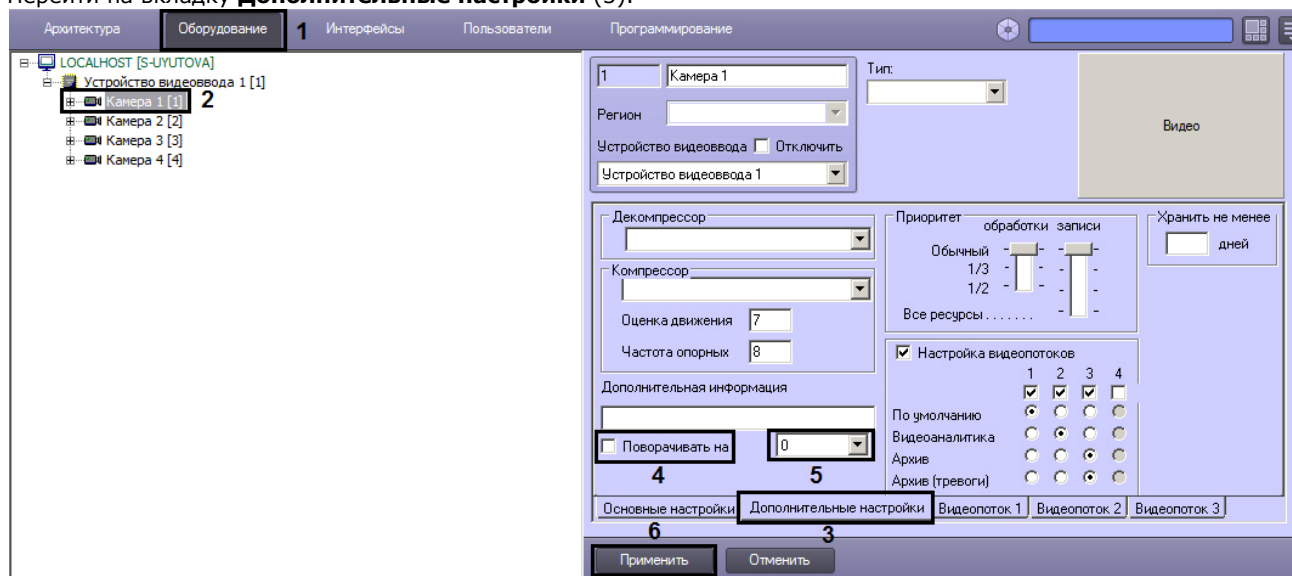 перейти на вкладку Дополнительные настройки (3).
Архитектура Оборудование 1 Интерфейсы Пользователи Программирование
LOCALHOST [S-UYUTOVA]
Устройство видеоввода 1 [1]
Камера 1 [1] 2
Камера 2 [2]
Камера 3 [3]
Камера 4 [4]
1 Камера 1
Тип:
Регион
Видео
Устройство видеоввода Отключить
Устройство видеоввода 1
Декомпрессор
Приоритет
обработки записи
Хранить не менее
дней
Обычный
1/3
1/2
Все ресурсы . . . . . . .
Компрессор
Оценка движения 7
Частота опорных 8
Настройка видеопотоков
1 2 3 4
По умолчанию
Видеоаналитика
Архив
Архив (тревоги)
Дополнительная информация
Поворачивать на 0
4 5
Основные настройки Дополнительные настройки Видеопоток 1 Видеопоток 2 Видеопоток 3
6 3
Применить Отменить